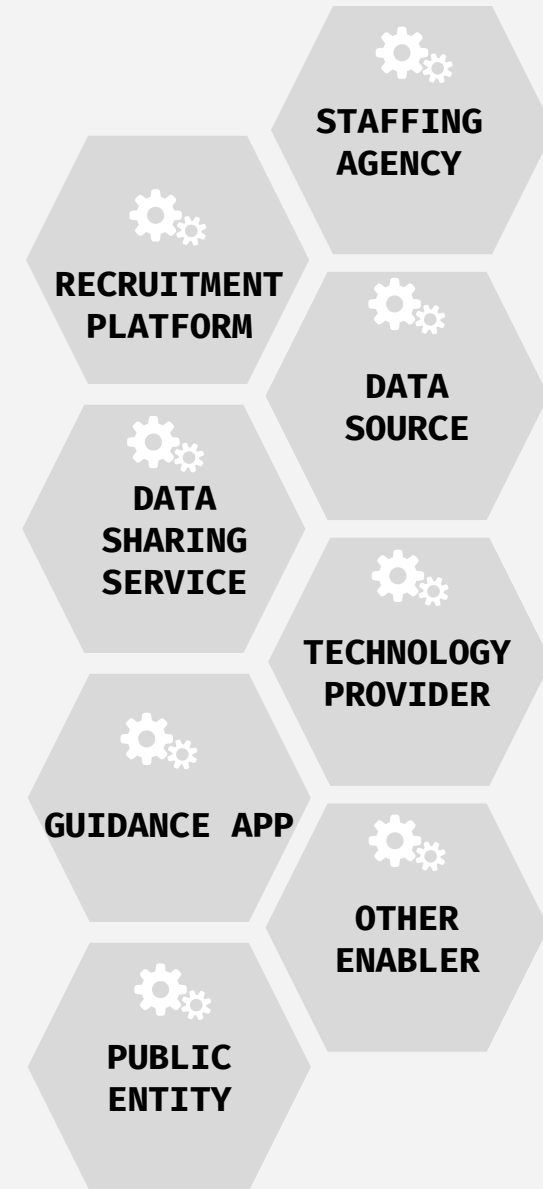 STAFFING
AGENCY
RECRUITMENT
PLATFORM
DATA
SOURCE
DATA
SHARING
SERVICE
TECHNOLOGY
PROVIDER
GUIDANCE APP
OTHER
ENABLER
PUBLIC
ENTITY